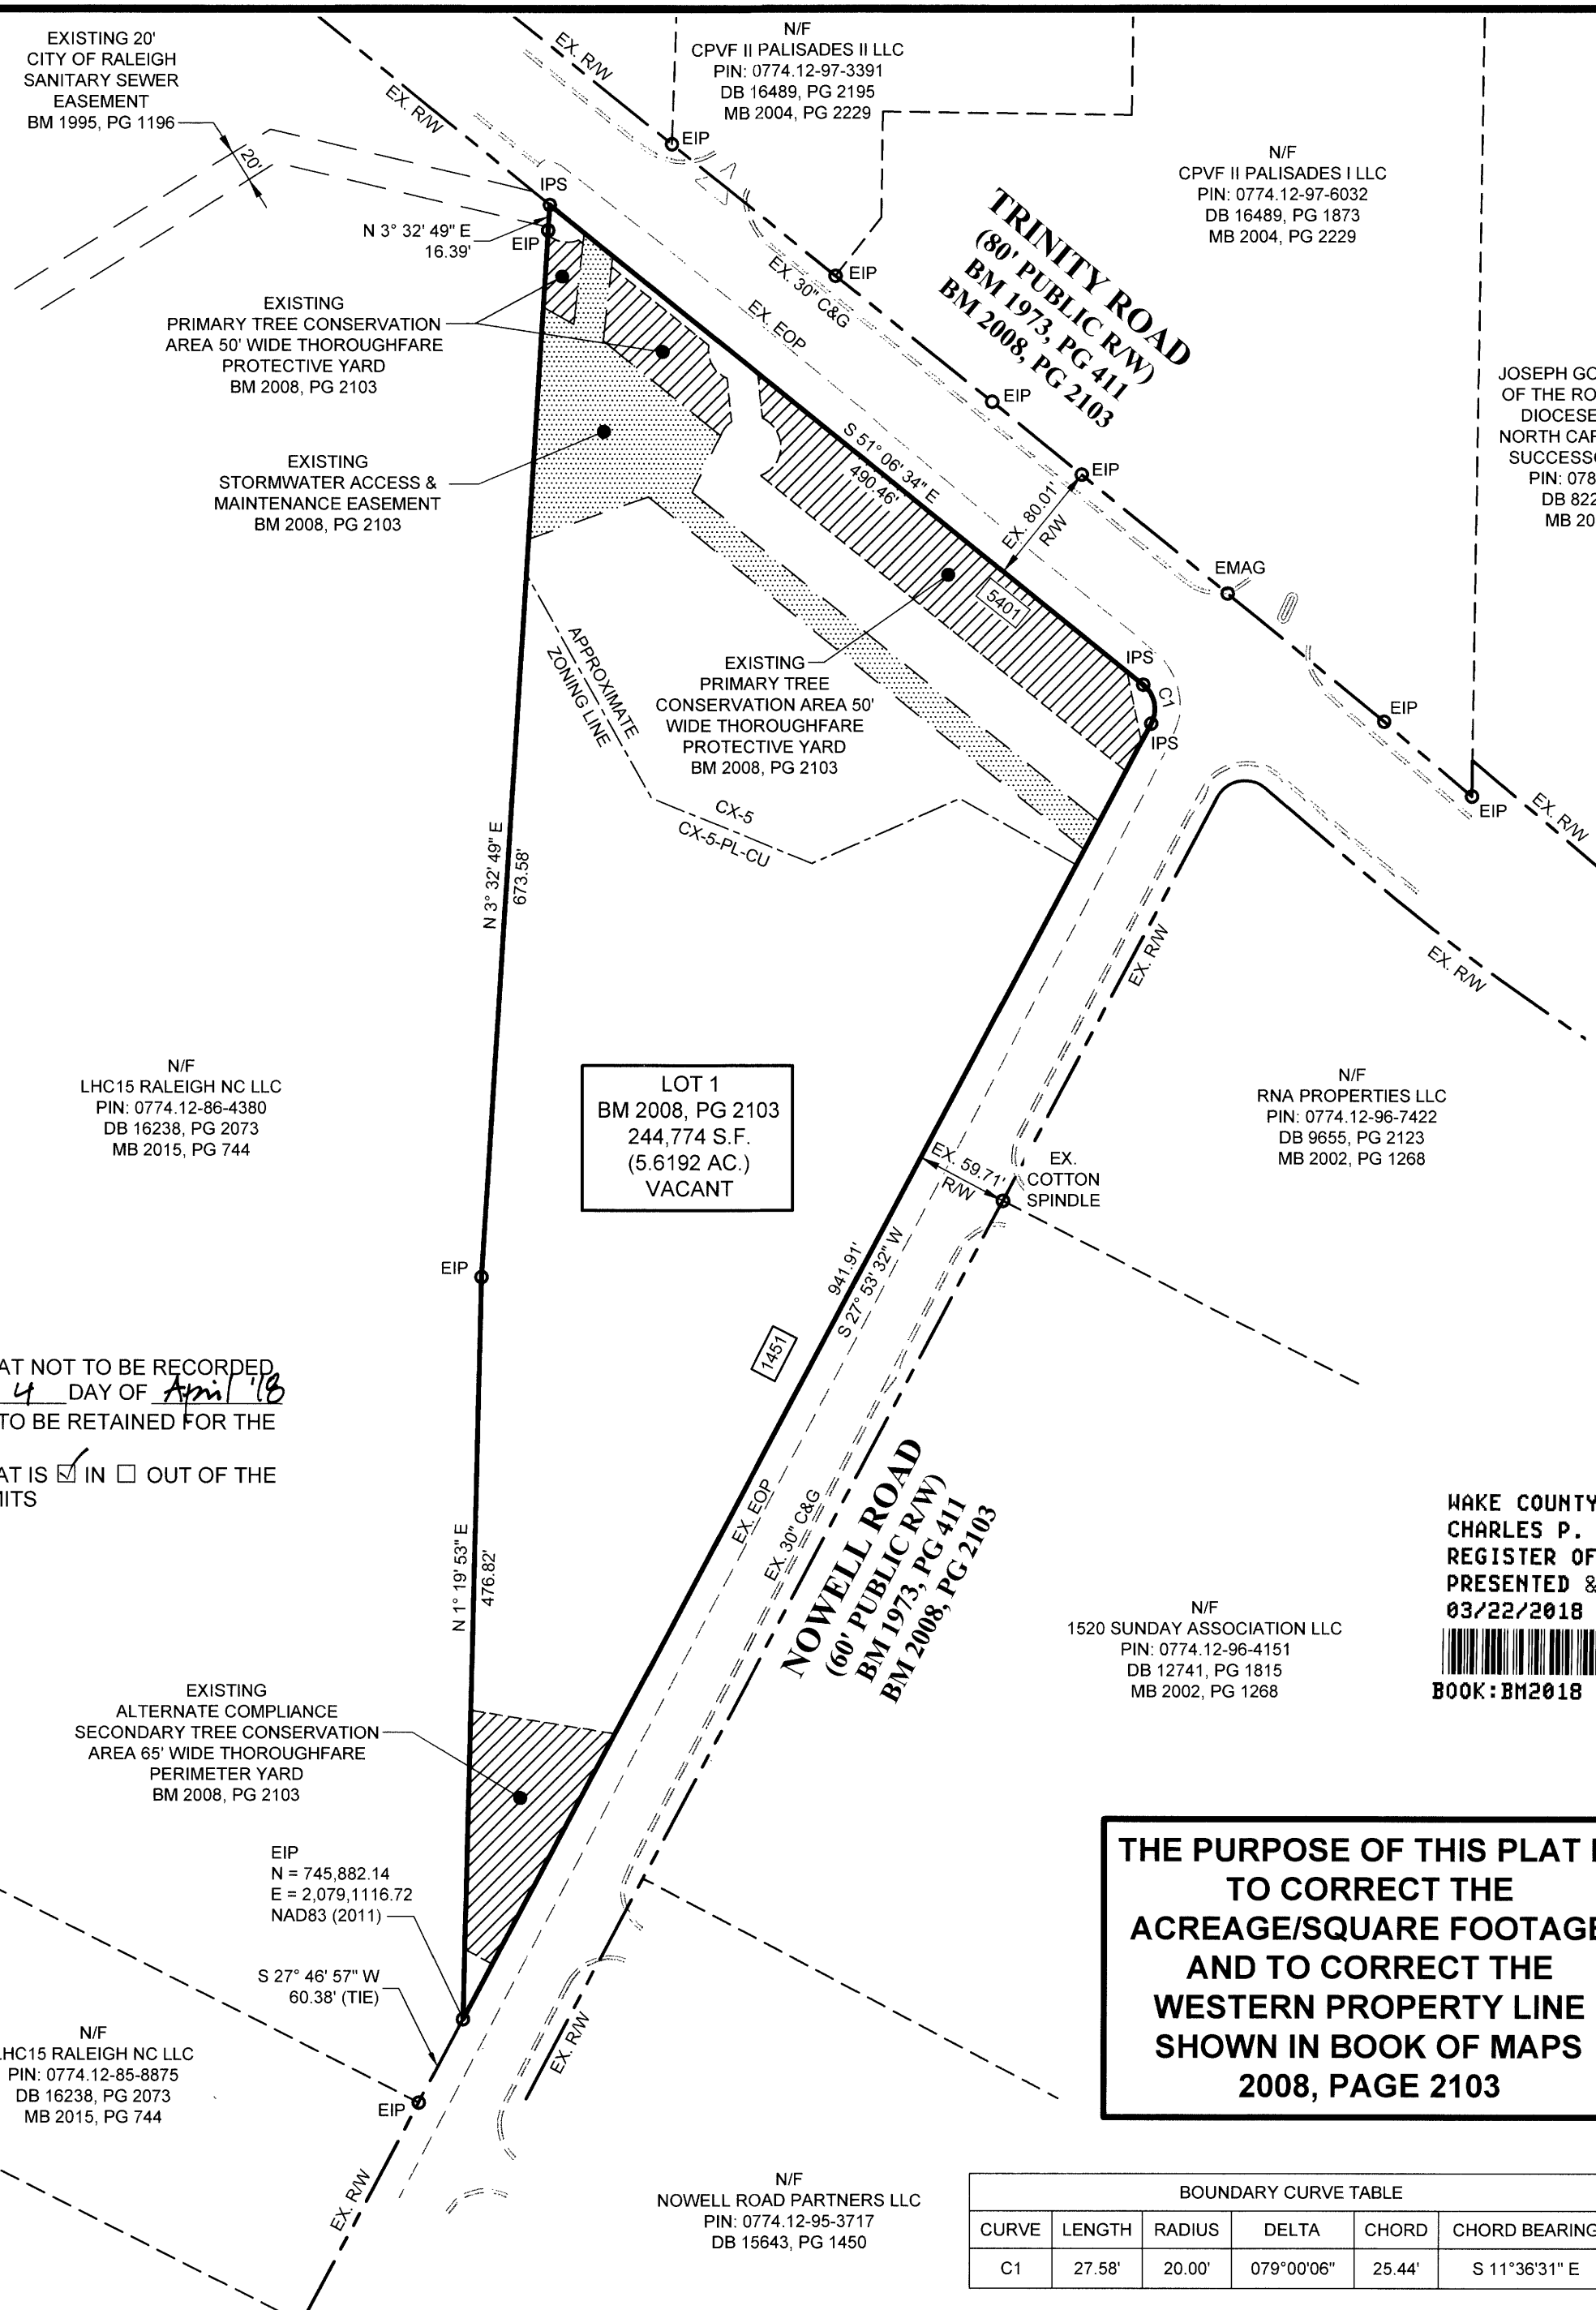 EXISTING 20'
CITY OF RALEIGH
SANITARY SEWER
EASEMENT
BM 1995, PG 1196
20'
EX. R/W
EX. R/W
N/F
CPVF II PALISADES II LLC
PIN: 0774.12-97-3391
DB 16489, PG 2195
MB 2004, PG 2229
EIP
N/F
CPVF II PALISADES I LLC
PIN: 0774.12-97-6032
DB 16489, PG 1873
MB 2004, PG 2229
IPS
N 3° 32' 49" E
16.39'
EIP
EIP
EX. 30" C&G
EX. EOP
TRINITY ROAD
(80' PUBLIC R/W)
BM 1973, PG 411
BM 2008, PG 2103
EIP
EXISTING
PRIMARY TREE CONSERVATION
AREA 50' WIDE THOROUGHFARE
PROTECTIVE YARD
BM 2008, PG 2103
JOSEPH GO
OF THE RO
DIOCESE
NORTH CAR
SUCCESSO
PIN: 078
DB 822
MB 20
EXISTING
STORMWATER ACCESS &
MAINTENANCE EASEMENT
BM 2008, PG 2103
S 51° 06' 34" E
490.46'
EIP
EX. 80.01'
R/W
EMAG
5401
APPROXIMATE
ZONING LINE
EXISTING
PRIMARY TREE
CONSERVATION AREA 50'
WIDE THOROUGHFARE
PROTECTIVE YARD
BM 2008, PG 2103
IPS
C1
IPS
EIP
EIP
EX. R/W
CX-5
CX-5-PL-CU
N 3° 32' 49" E
673.58'
EX. R/W
EX. R/W
N/F
LHC15 RALEIGH NC LLC
PIN: 0774.12-86-4380
DB 16238, PG 2073
MB 2015, PG 744
LOT 1
BM 2008, PG 2103
244,774 S.F.
(5.6192 AC.)
VACANT
N/F
RNA PROPERTIES LLC
PIN: 0774.12-96-7422
DB 9655, PG 2123
MB 2002, PG 1268
EX. 59.71'
R/W
EX.
COTTON
SPINDLE
EIP
941.91'
S 27° 53' 32" W
1451
AT NOT TO BE RECORDED
4 DAY OF April '18
TO BE RETAINED FOR THE
AT IS ☑ IN ☐ OUT OF THE
MITS
N 1° 19' 53" E
476.82'
EX. EOP
EX. 30" C&G
NOWELL ROAD
(60' PUBLIC R/W)
BM 1973, PG 411
BM 2008, PG 2103
WAKE COUNTY
CHARLES P.
REGISTER OF
PRESENTED &
03/22/2018
BOOK:BM2018
N/F
1520 SUNDAY ASSOCIATION LLC
PIN: 0774.12-96-4151
DB 12741, PG 1815
MB 2002, PG 1268
EXISTING
ALTERNATE COMPLIANCE
SECONDARY TREE CONSERVATION
AREA 65' WIDE THOROUGHFARE
PERIMETER YARD
BM 2008, PG 2103
EIP
N = 745,882.14
E = 2,079,1116.72
NAD83 (2011)
S 27° 46' 57" W
60.38' (TIE)
THE PURPOSE OF THIS PLAT I
TO CORRECT THE
ACREAGE/SQUARE FOOTAGE
AND TO CORRECT THE
WESTERN PROPERTY LINE
SHOWN IN BOOK OF MAPS
2008, PAGE 2103
N/F
LHC15 RALEIGH NC LLC
PIN: 0774.12-85-8875
DB 16238, PG 2073
MB 2015, PG 744
EIP
EX. R/W
EX. R/W
N/F
NOWELL ROAD PARTNERS LLC
PIN: 0774.12-95-3717
DB 15643, PG 1450
BOUNDARY CURVE TABLE
CURVE LENGTH RADIUS DELTA CHORD CHORD BEARING
C1 27.58' 20.00' 079°00'06" 25.44' S 11°36'31" E